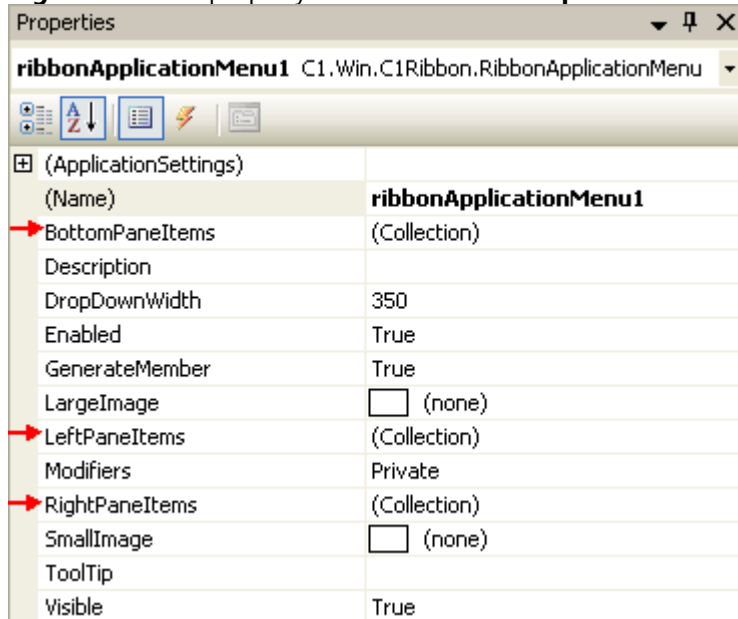 Properties
ribbonApplicationMenu1 C1.Win.C1Ribbon.RibbonApplicationMenu
(ApplicationSettings)
(Name) ribbonApplicationMenu1
BottomPaneItems (Collection)
Description
DropDownWidth 350
Enabled True
GenerateMember True
LargeImage (none)
LeftPaneItems (Collection)
Modifiers Private
RightPaneItems (Collection)
SmallImage (none)
ToolTip
Visible True